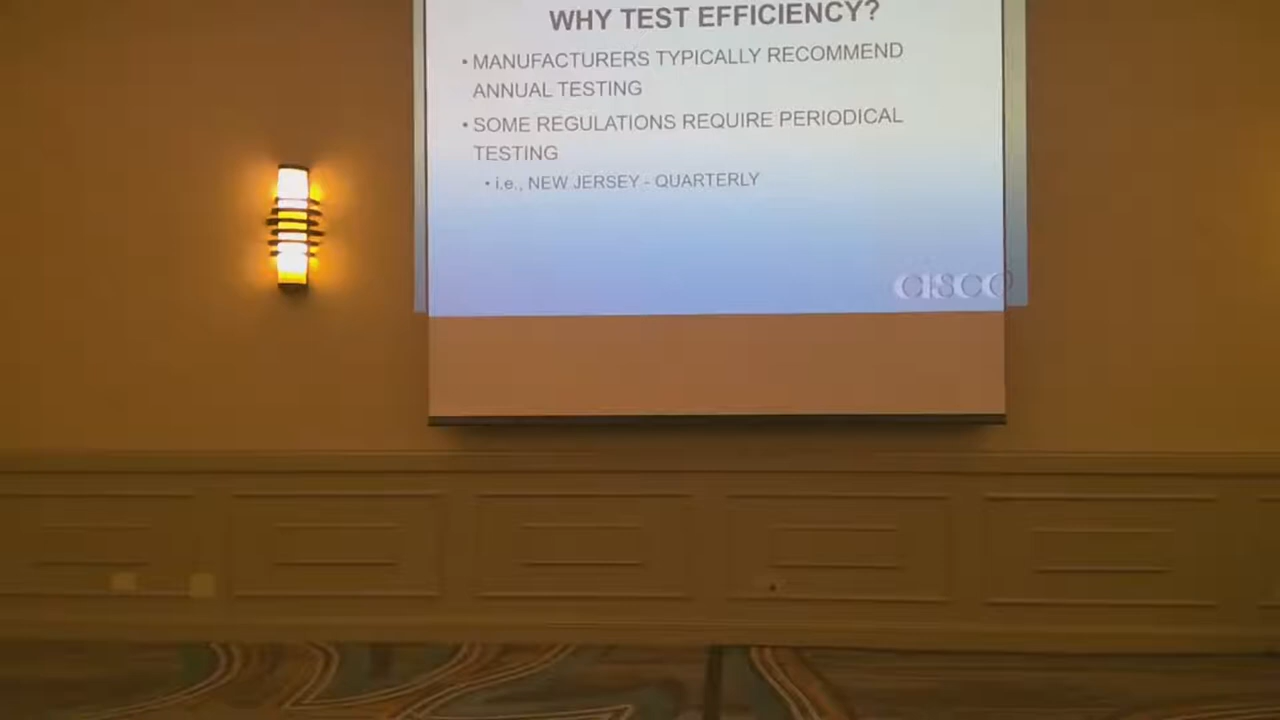 WHY TEST EFFICIENCY?
• MANUFACTURERS TYPICALLY RECOMMEND
ANNUAL TESTING
• SOME REGULATIONS REQUIRE PERIODICAL
TESTING
• i.e., NEW JERSEY - QUARTERLY
CISCO